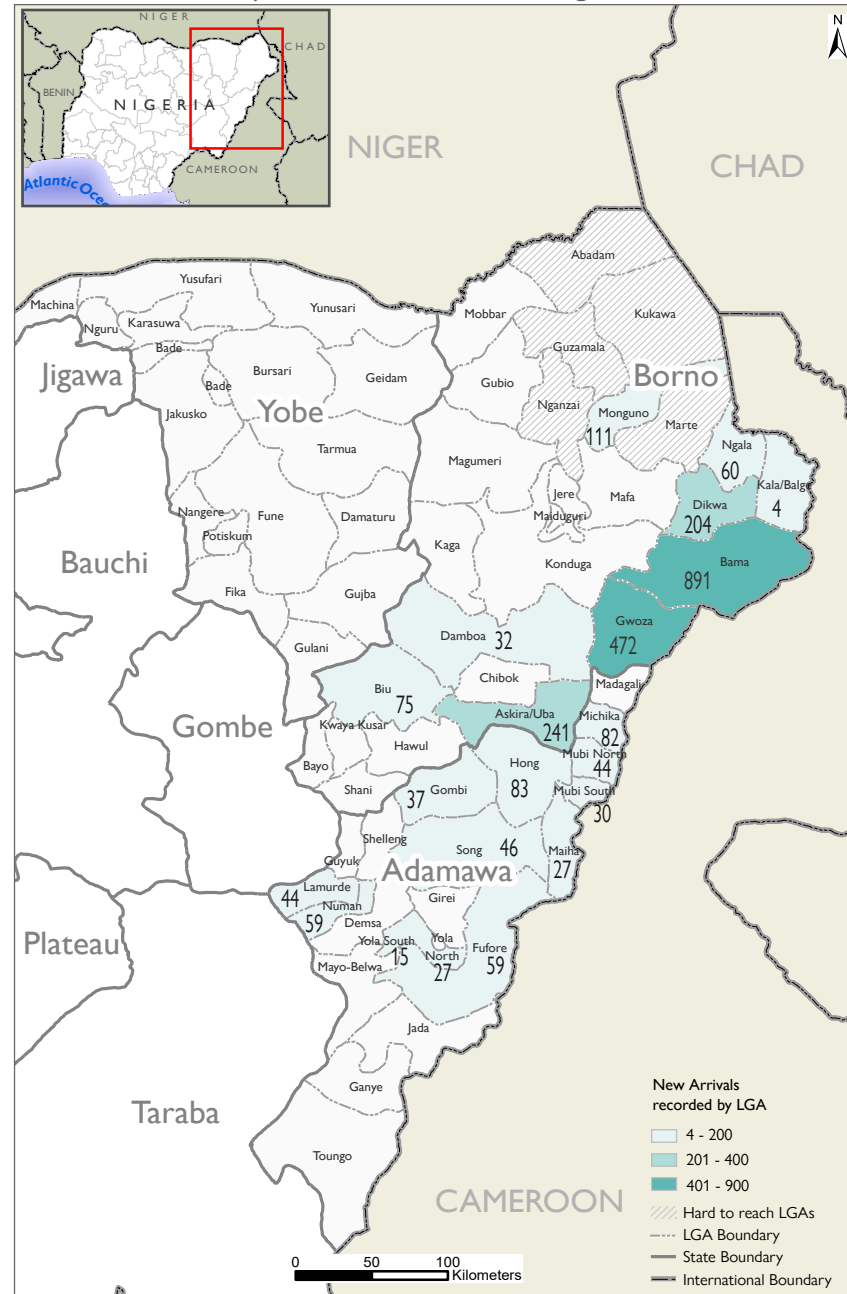 NIGER
CHAD
BENIN
NIGERIA
CAMEROON
Atlantic Oce
N
NIGER
CHAD
Abadam
Yusufari
Machina
Yunusari
Mobbar
Kukawa
Nguru
Karasuwa
Guzamala
Bade
Bursari
Geidam
Gubio
Borno
Jigawa
Bade
Yobe
Nganzai
Monguno
111
Marte
Jakusko
Ngala
60
Tarmua
Magumeri
Kala/Balge
4
Jere
Mafa
Dikwa
204
Nangere
Fune
Damaturu
Maiduguri
Potiskum
Kaga
Bama
891
Bauchi
Konduga
Fika
Gujba
Gwoza
472
Damboa
32
Gulani
Chibok
Madagali
Biu
75
Askira/Uba
241
Michika
82
Gombe
Kwaya Kusar
Hawul
Mubi North
44
Bayo
Hong
83
Shani
Gombi
37
Mubi South
30
Shelleng
Song
46
Maiha
27
Guyuk
Adamawa
Lamurde
44
Girei
Numan
59
Demsa
Plateau
Yola South
15
Yola
North
27
Fufore
59
Mayo-Belwa
Jada
Ganye
Taraba
Toungo
CAMEROON
New Arrivals
recorded by LGA
4 - 200
201 - 400
401 - 900
Hard to reach LGAs
LGA Boundary
State Boundary
International Boundary
0 50 100
Kilometers